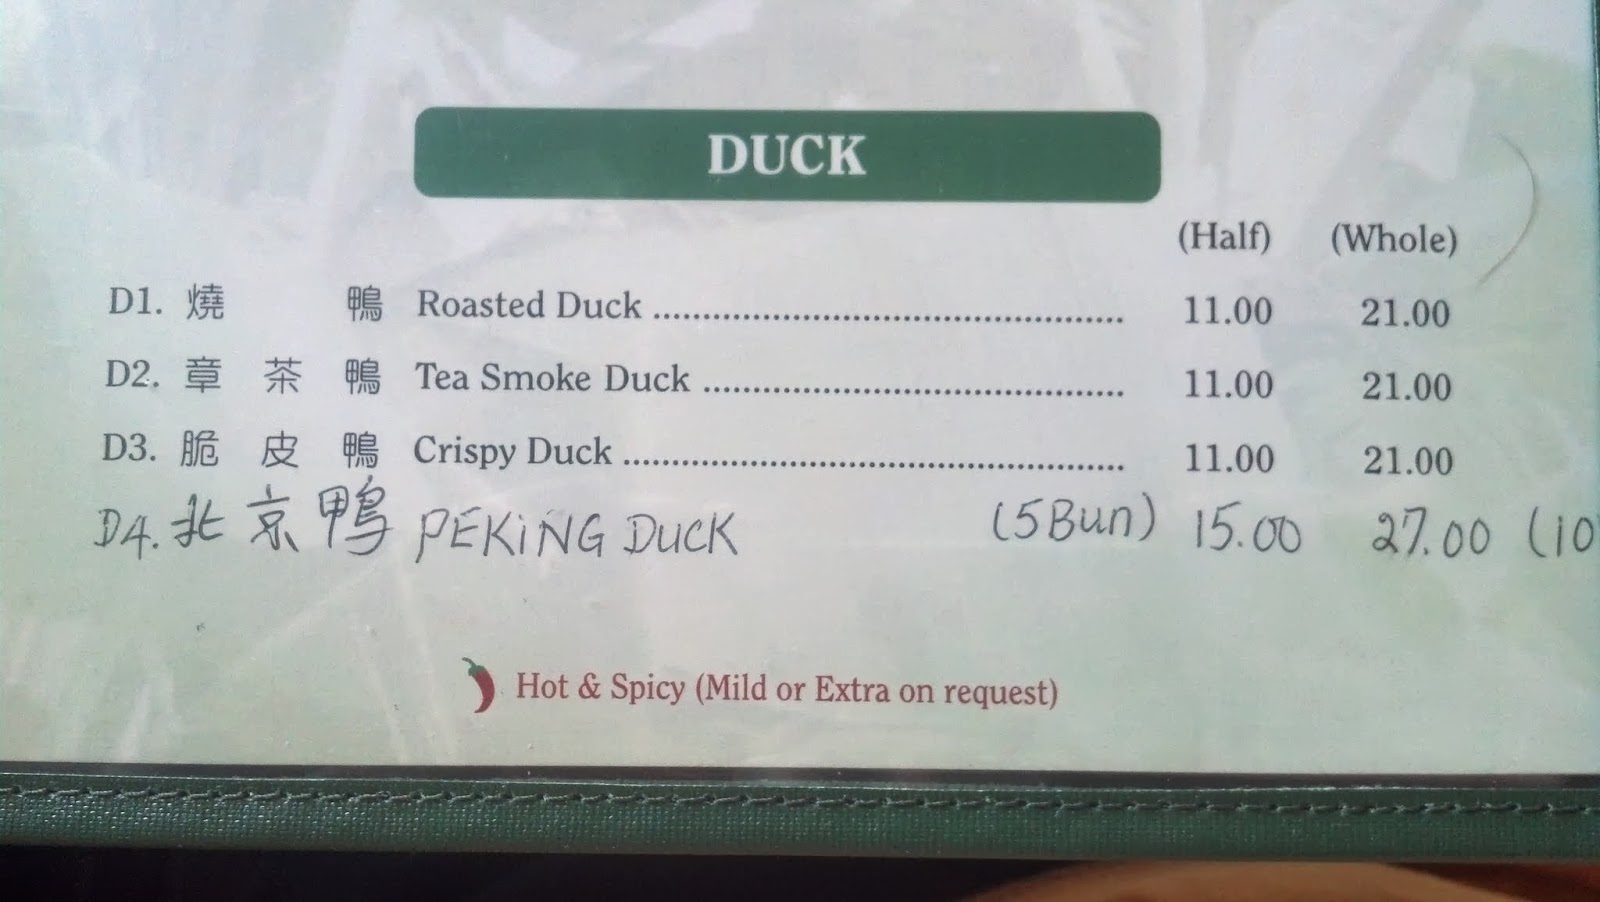 DUCK
(Half) (Whole)
D1. 燒 鴨 Roasted Duck ................................................ 11.00 21.00
D2. 章 茶 鴨 Tea Smoke Duck .......................................... 11.00 21.00
D3. 脆 皮 鴨 Crispy Duck .................................................... 11.00 21.00
D4. 北 京 鴨 PEKING DUCK (5Bun) 15.00 27.00 (10
Hot & Spicy (Mild or Extra on request)